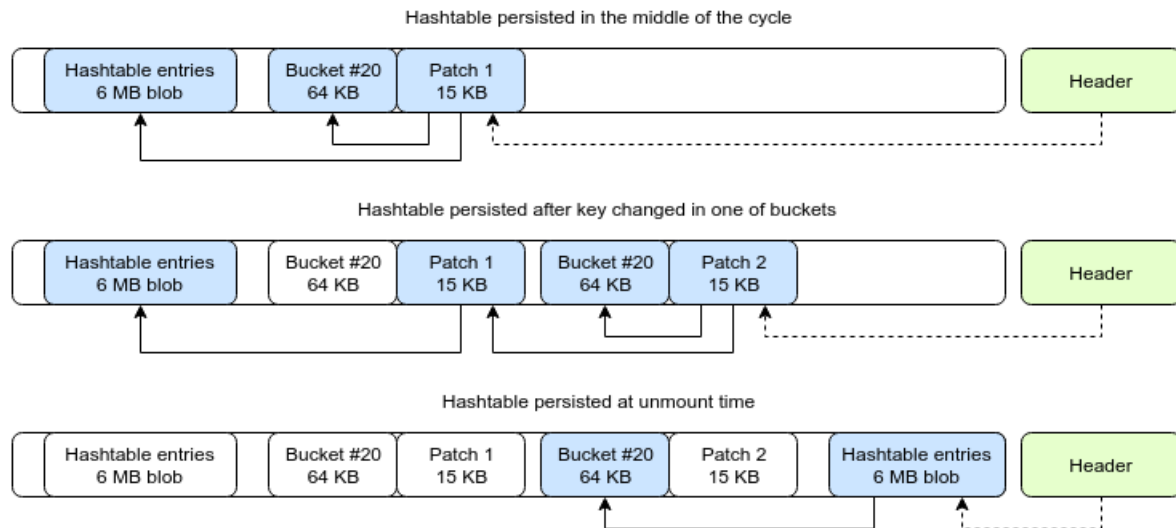 Hashtable persisted in the middle of the cycle
Hashtable entries
6 MB blob
Bucket #20
64 KB
Patch 1
15 KB
Header
Hashtable persisted after key changed in one of buckets
Hashtable entries
6 MB blob
Bucket #20
64 KB
Patch 1
15 KB
Bucket #20
64 KB
Patch 2
15 KB
Header
Hashtable persisted at unmount time
Hashtable entries
6 MB blob
Bucket #20
64 KB
Patch 1
15 KB
Bucket #20
64 KB
Patch 2
15 KB
Hashtable entries
6 MB blob
Header